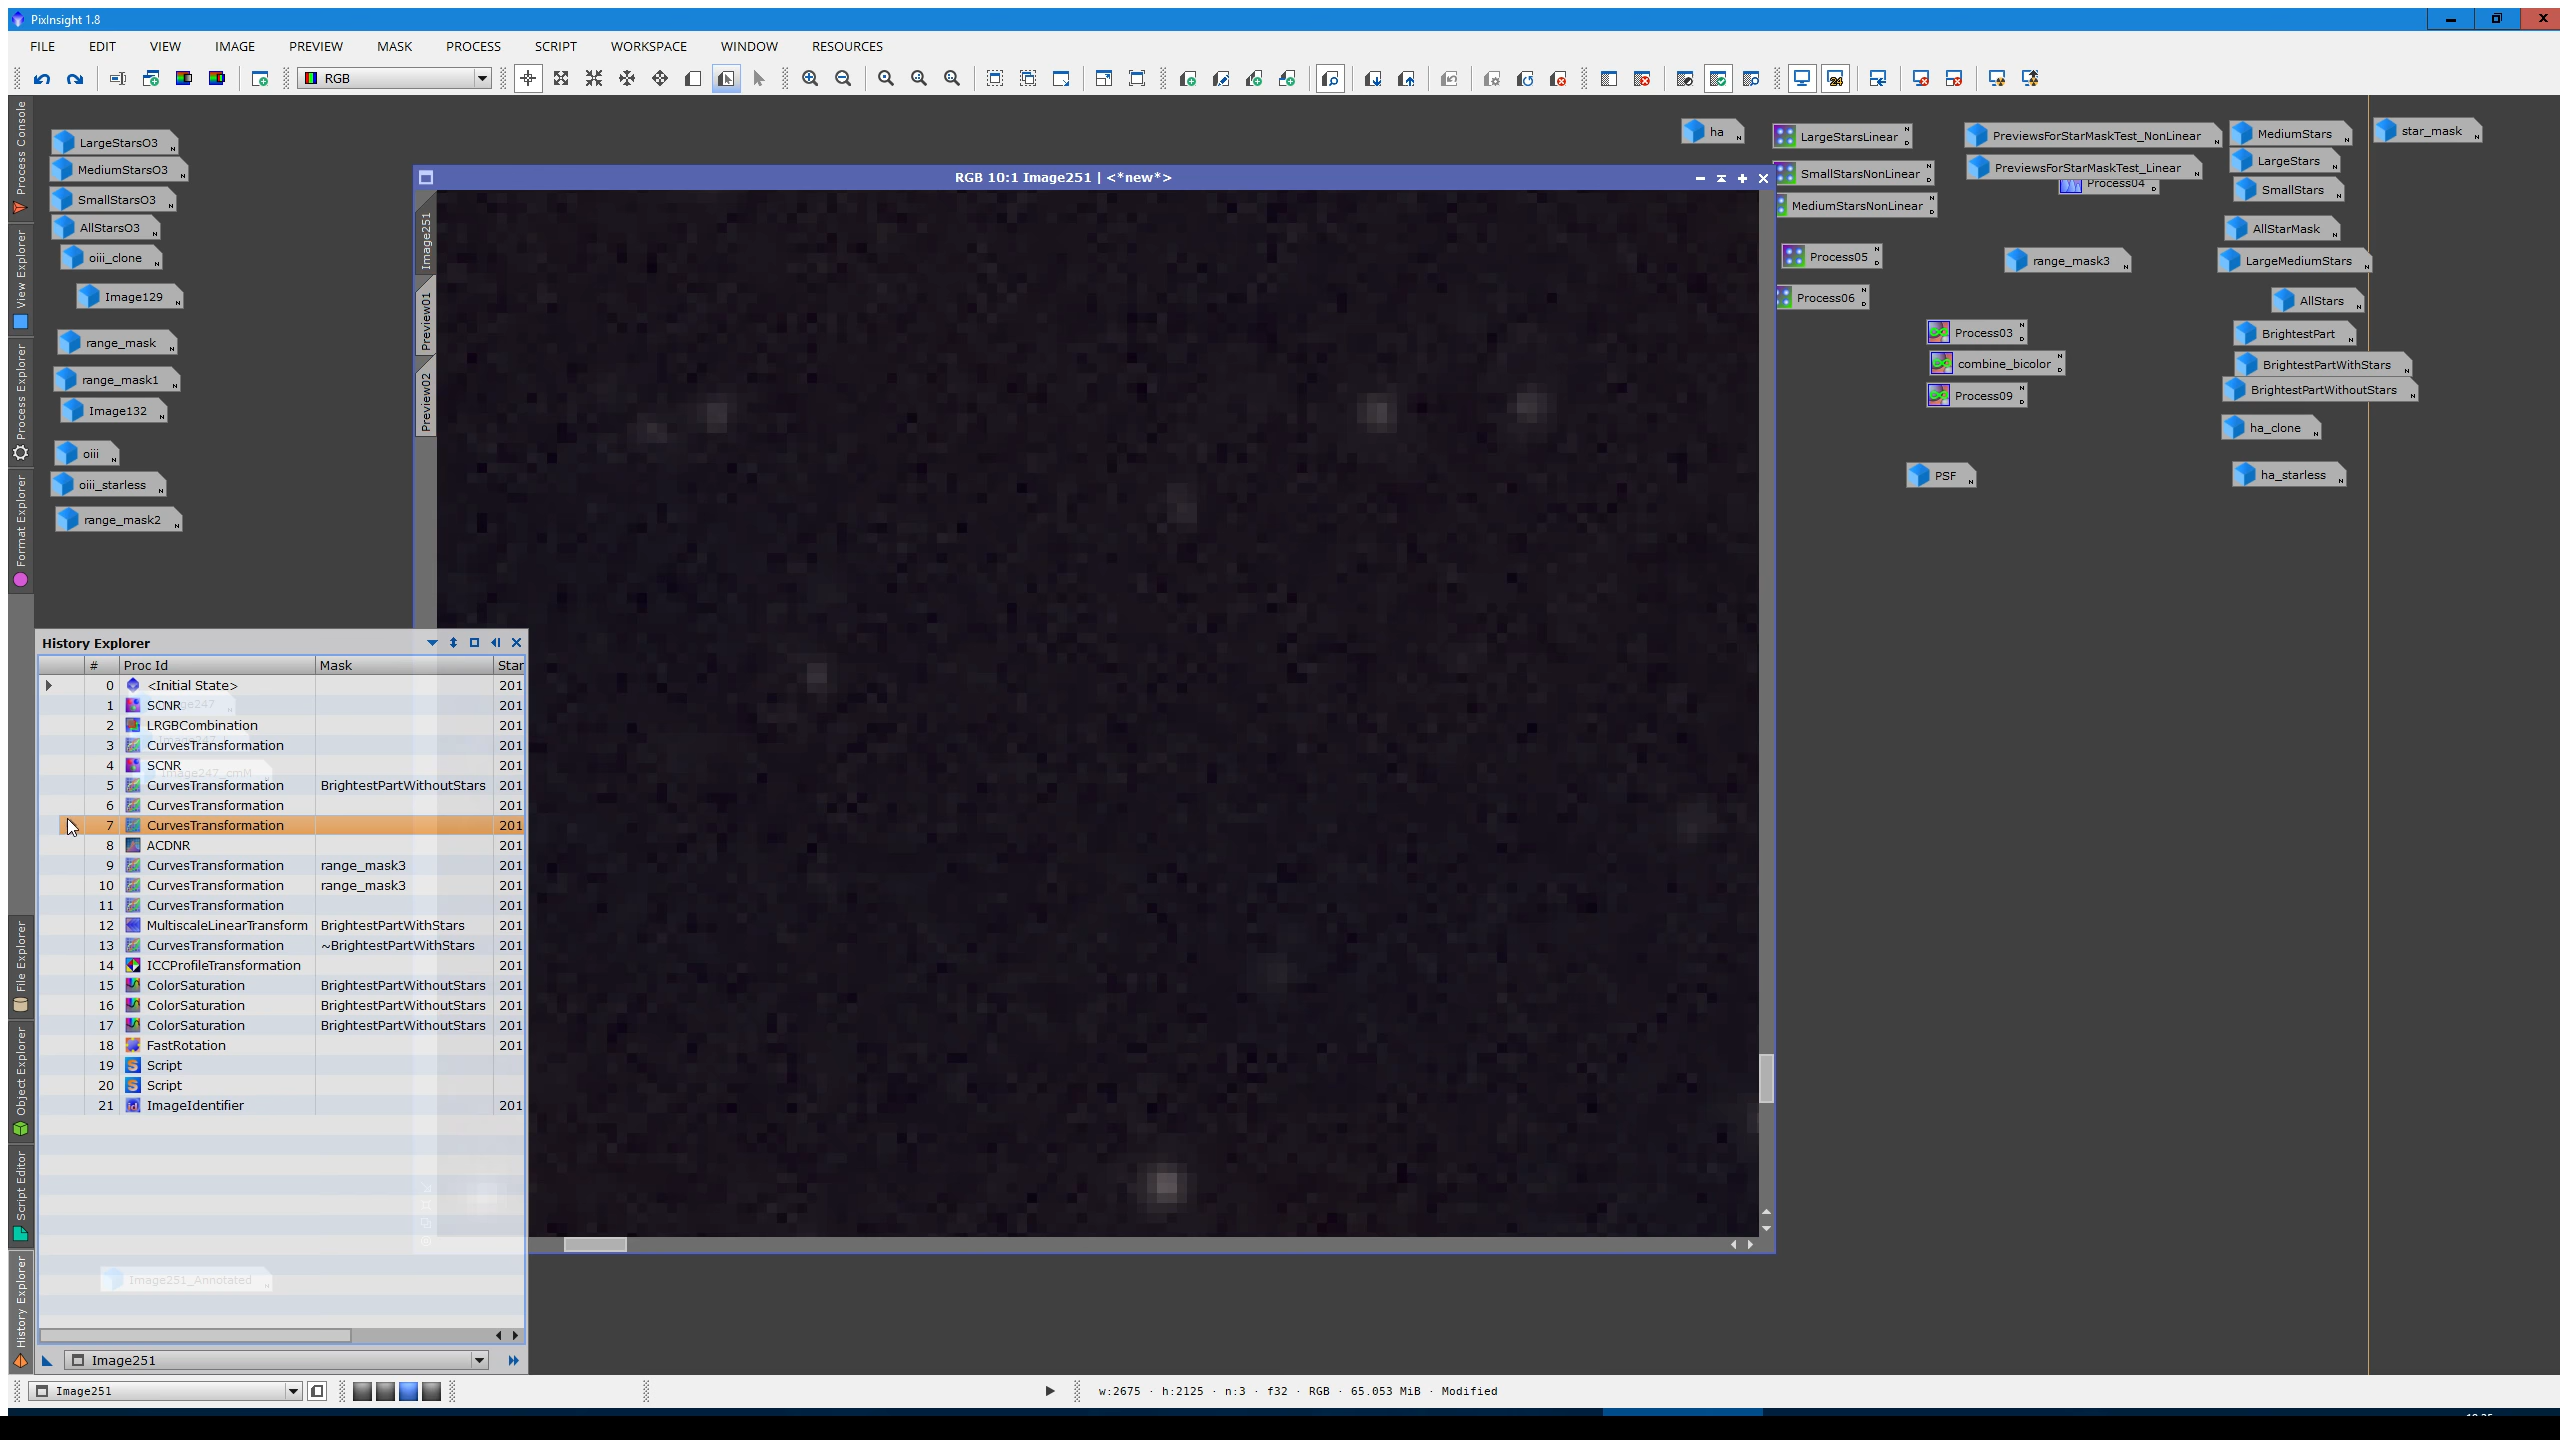 PixInsight 1.8
FILE EDIT VIEW IMAGE PREVIEW MASK PROCESS SCRIPT WORKSPACE WINDOW RESOURCES
RGB
Process Console
View Explorer
Process Explorer
Format Explorer
File Explorer
Object Explorer
Script Editor
History Explorer
LargeStarsO3
MediumStarsO3
SmallStarsO3
AllStarsO3
oiii_clone
Image129
range_mask
range_mask1
Image132
oiii
oiii_starless
range_mask2
RGB 10:1 Image251 | <*new*>
Image251
Preview01
Preview02
ha
LargeStarsLinear
SmallStarsNonLinear
MediumStarsNonLinear
Process05
Process06
PreviewsForStarMaskTest_NonLinear
PreviewsForStarMaskTest_Linear
Process04
range_mask3
Process03
combine_bicolor
Process09
PSF
MediumStars
LargeStars
SmallStars
AllStarMask
LargeMediumStars
AllStars
BrightestPart
BrightestPartWithStars
BrightestPartWithoutStars
ha_clone
ha_starless
star_mask
History Explorer
# Proc Id Mask Star
0 <Initial State> 201
1 SCNR 201
2 LRGBCombination 201
3 CurvesTransformation 201
4 SCNR 201
5 CurvesTransformation BrightestPartWithoutStars 201
6 CurvesTransformation 201
7 CurvesTransformation 201
8 ACDNR 201
9 CurvesTransformation range_mask3 201
10 CurvesTransformation range_mask3 201
11 CurvesTransformation 201
12 MultiscaleLinearTransform BrightestPartWithStars 201
13 CurvesTransformation ~BrightestPartWithStars 201
14 ICCProfileTransformation 201
15 ColorSaturation BrightestPartWithoutStars 201
16 ColorSaturation BrightestPartWithoutStars 201
17 ColorSaturation BrightestPartWithoutStars 201
18 FastRotation 201
19 Script
20 Script
21 ImageIdentifier 201
Image251_Annotated
Image251
Image251
w:2675 · h:2125 · n:3 · f32 · RGB · 65.053 MiB · Modified